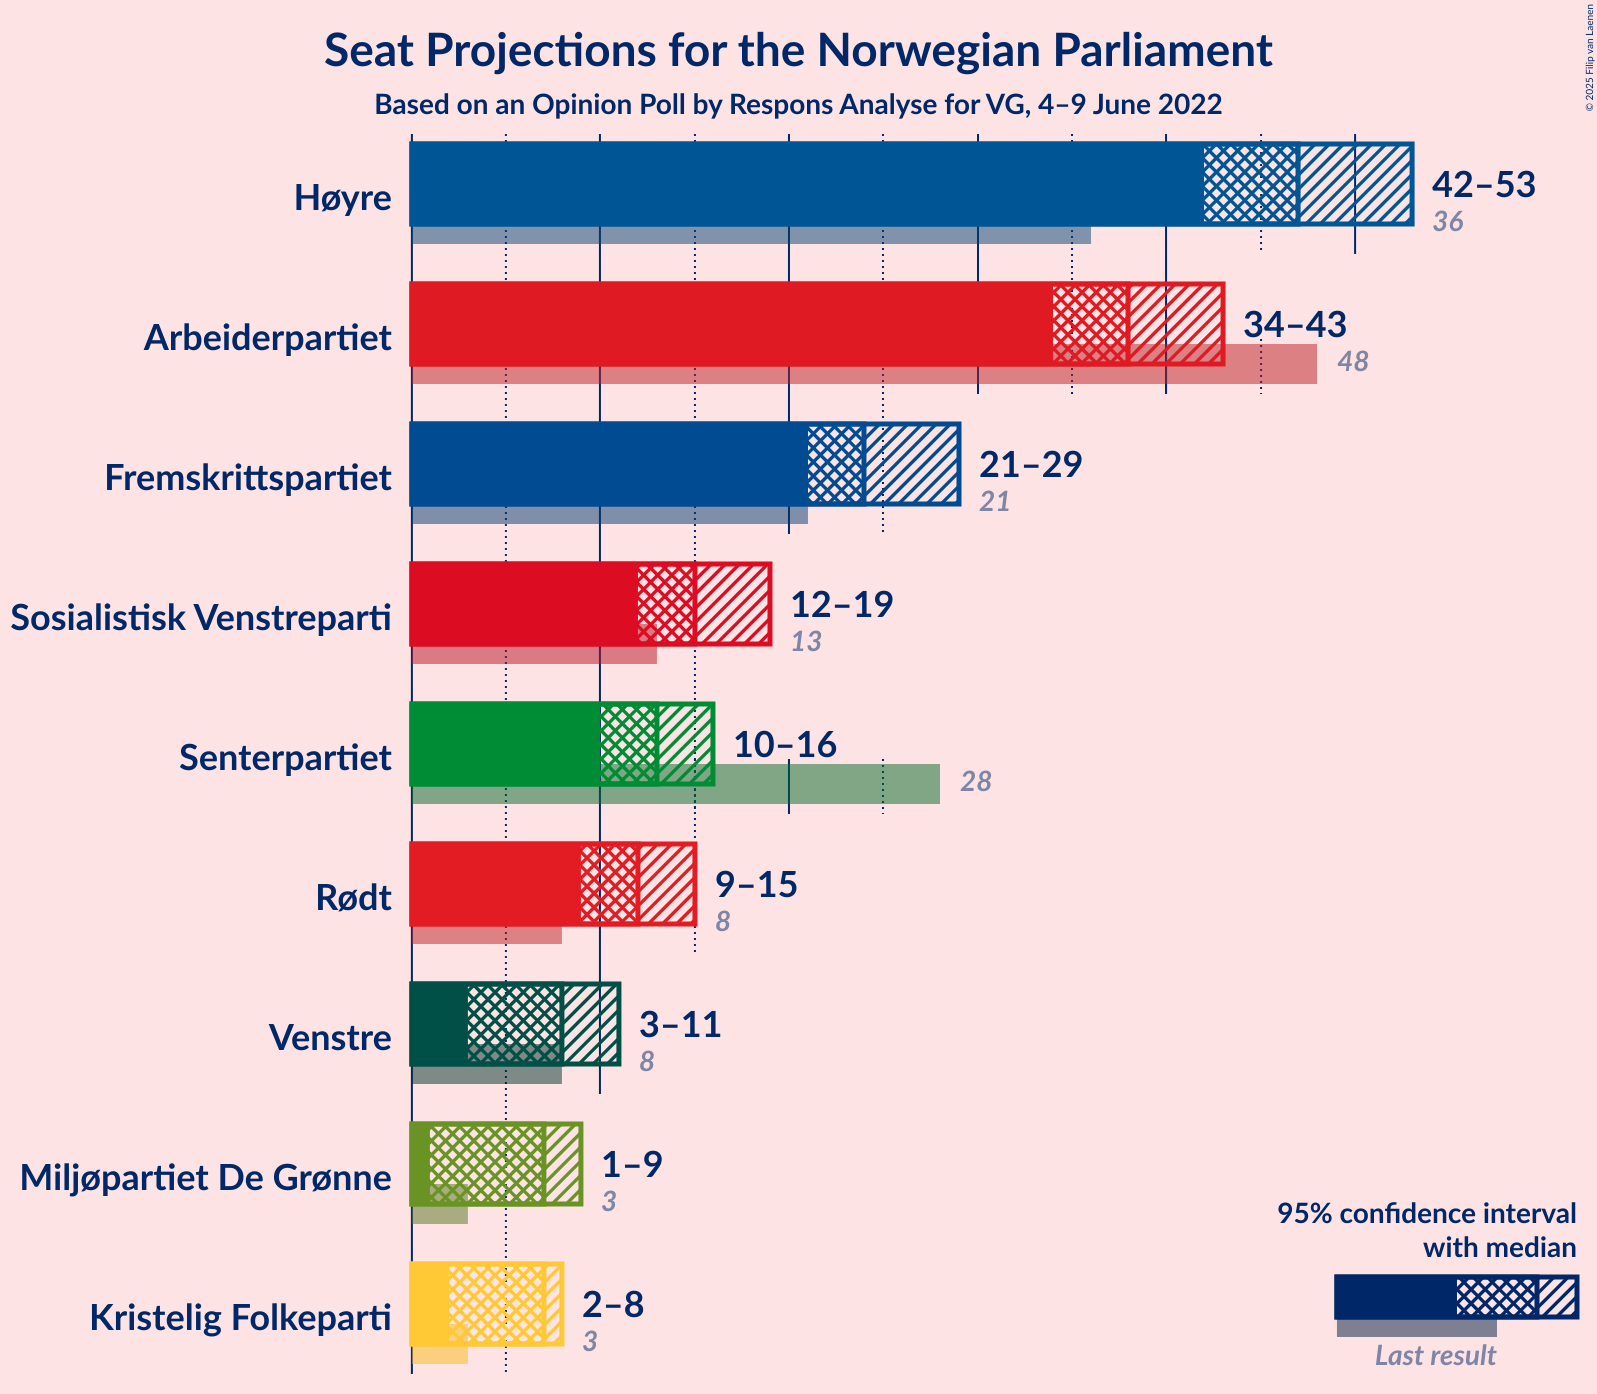 Seat Projections for the Norwegian Parliament
Based on an Opinion Poll by Respons Analyse for VG, 4–9 June 2022
© 2025 Filip van Laenen
Høyre
42–53
36
Arbeiderpartiet
34–43
48
Fremskrittspartiet
21–29
21
Sosialistisk Venstreparti
12–19
13
Senterpartiet
10–16
28
Rødt
9–15
8
Venstre
3–11
8
Miljøpartiet De Grønne
1–9
3
Kristelig Folkeparti
2–8
3
95% confidence interval
with median
Last result